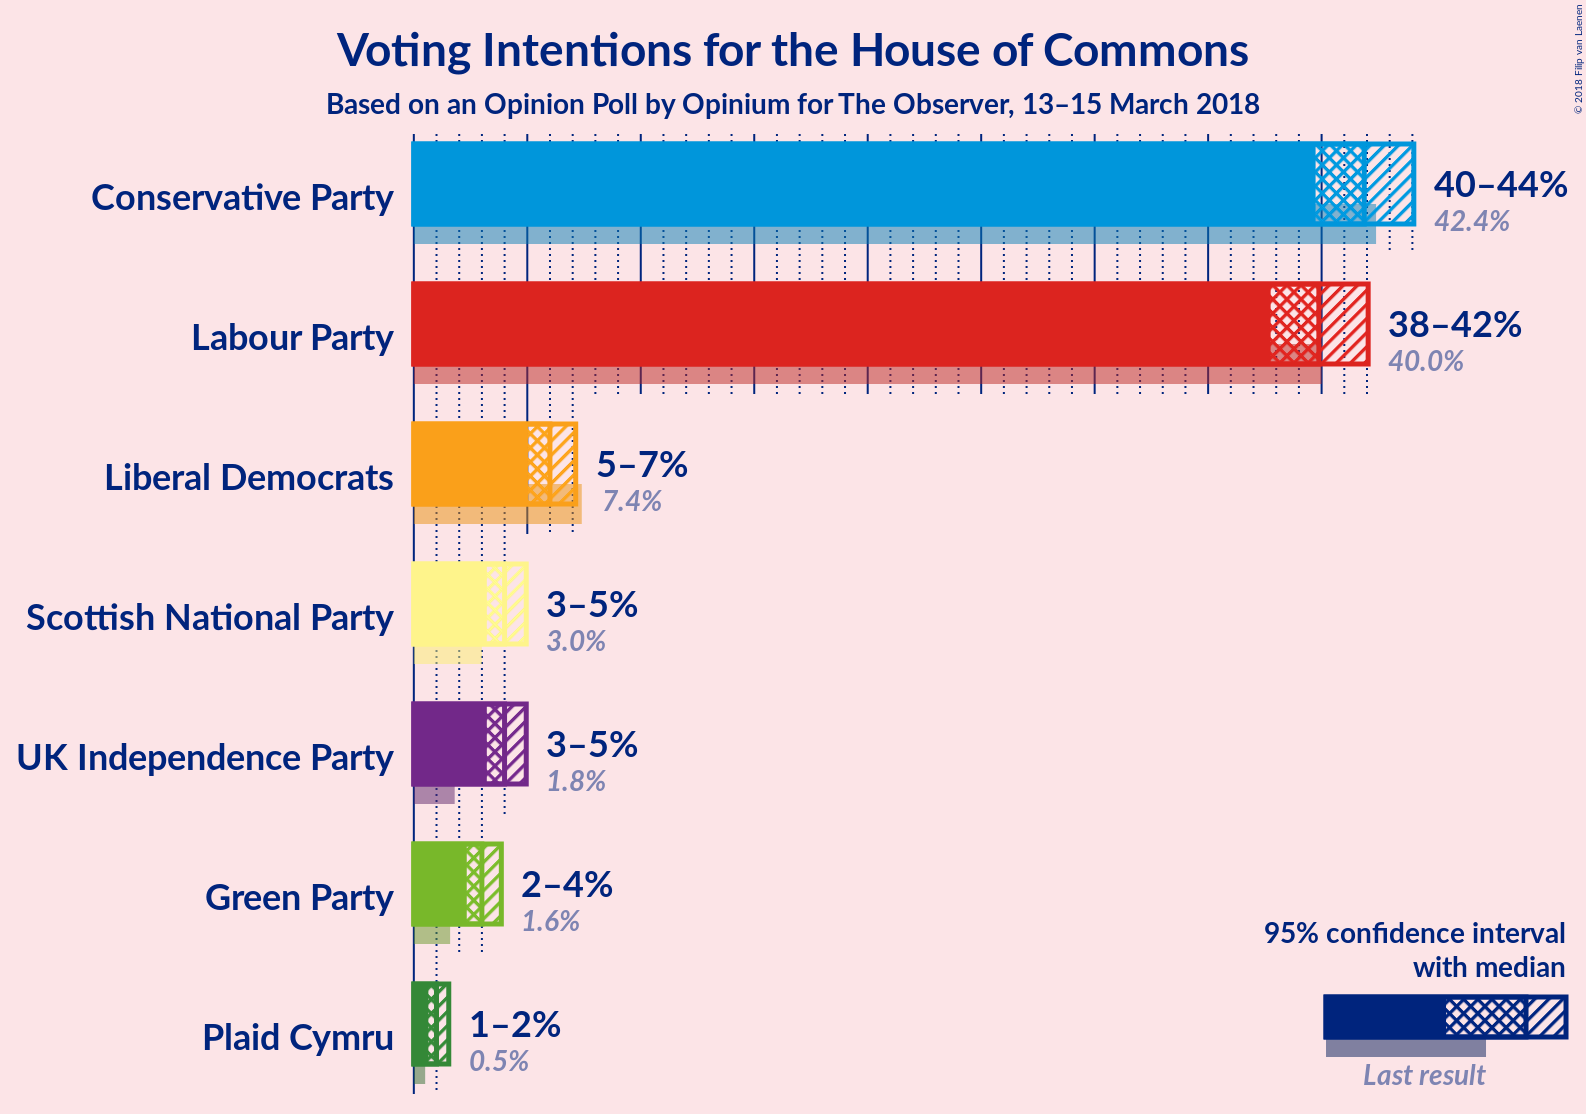 Voting Intentions for the House of Commons
Based on an Opinion Poll by Opinium for The Observer, 13–15 March 2018
© 2018 Filip van Laenen
Conservative Party
40–44%
42.4%
Labour Party
38–42%
40.0%
Liberal Democrats
5–7%
7.4%
Scottish National Party
3–5%
3.0%
UK Independence Party
3–5%
1.8%
Green Party
2–4%
1.6%
Plaid Cymru
1–2%
0.5%
95% confidence interval
with median
Last result